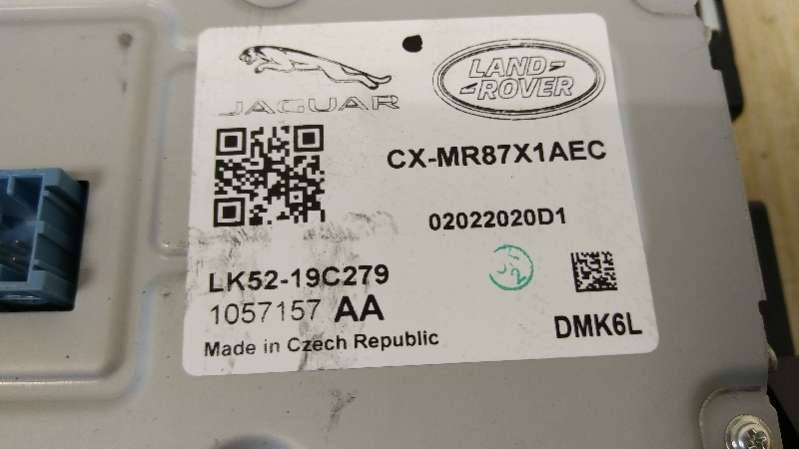 JAGUAR
LAND-
ROVER
CX-MR87X1AEC
02022020D1
LK52-19C279
1057157 AA
Made in Czech Republic
DMK6L